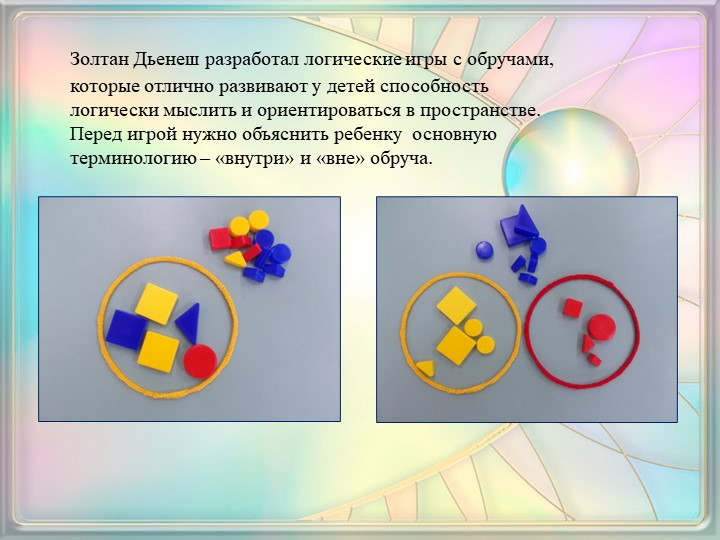 Золтан Дьенеш разработал логические игры с обручами,
которые отлично развивают у детей способность
логически мыслить и ориентироваться в пространстве.
Перед игрой нужно объяснить ребенку основную
терминологию – «внутри» и «вне» обруча.